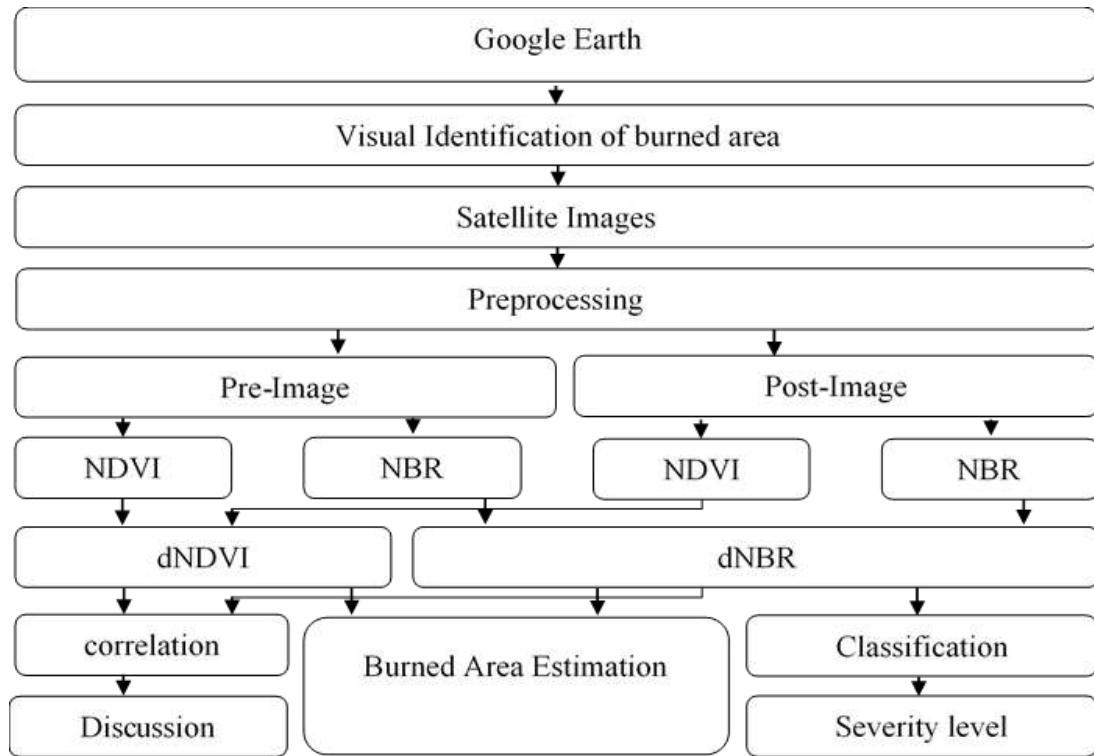 Google Earth
Visual Identification of burned area
Satellite Images
Preprocessing
Pre-Image
Post-Image
NDVI
NBR
NDVI
NBR
dNDVI
dNBR
correlation
Burned Area Estimation
Classification
Discussion
Severity level